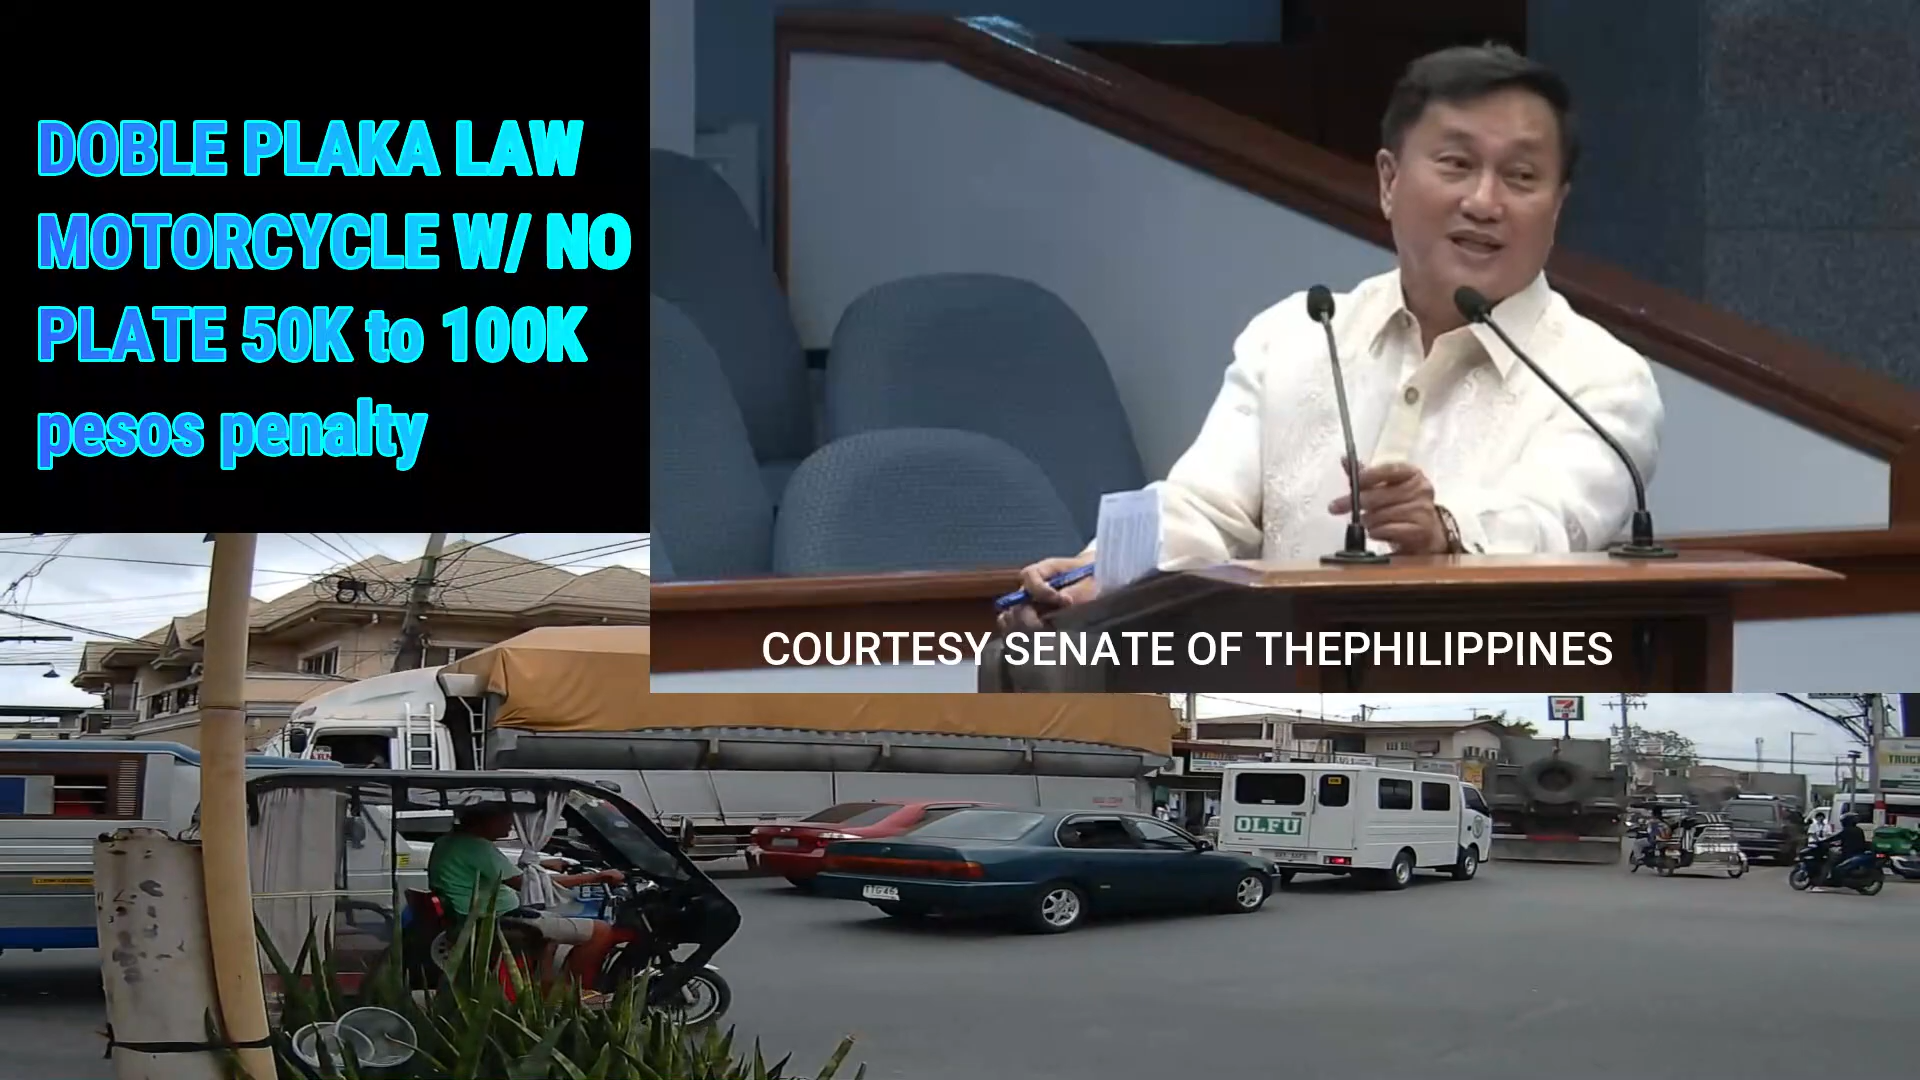 DOBLE PLAKA LAW
MOTORCYCLE W/ NO
PLATE 50K to 100K
pesos penalty
COURTESY SENATE OF THEPHILIPPINES
OLFU